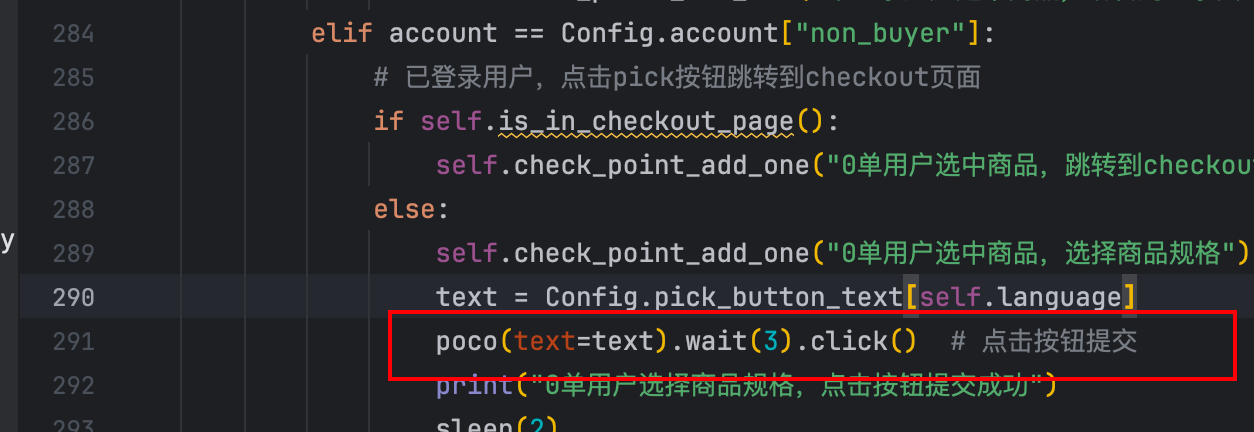 284 elif account == Config.account["non_buyer"]:
285 # 已登录用户，点击pick按钮跳转到checkout页面
286 if self.is_in_checkout_page():
287 self.check_point_add_one("0单用户选中商品，跳转到checkout
288 else:
289 self.check_point_add_one("0单用户选中商品，选择商品规格")
y
290 text = Config.pick_button_text[self.language]
291 poco(text=text).wait(3).click()  # 点击按钮提交
292 print("0单用户选择商品规格，点击按钮提交成功")
293 sleep(2)